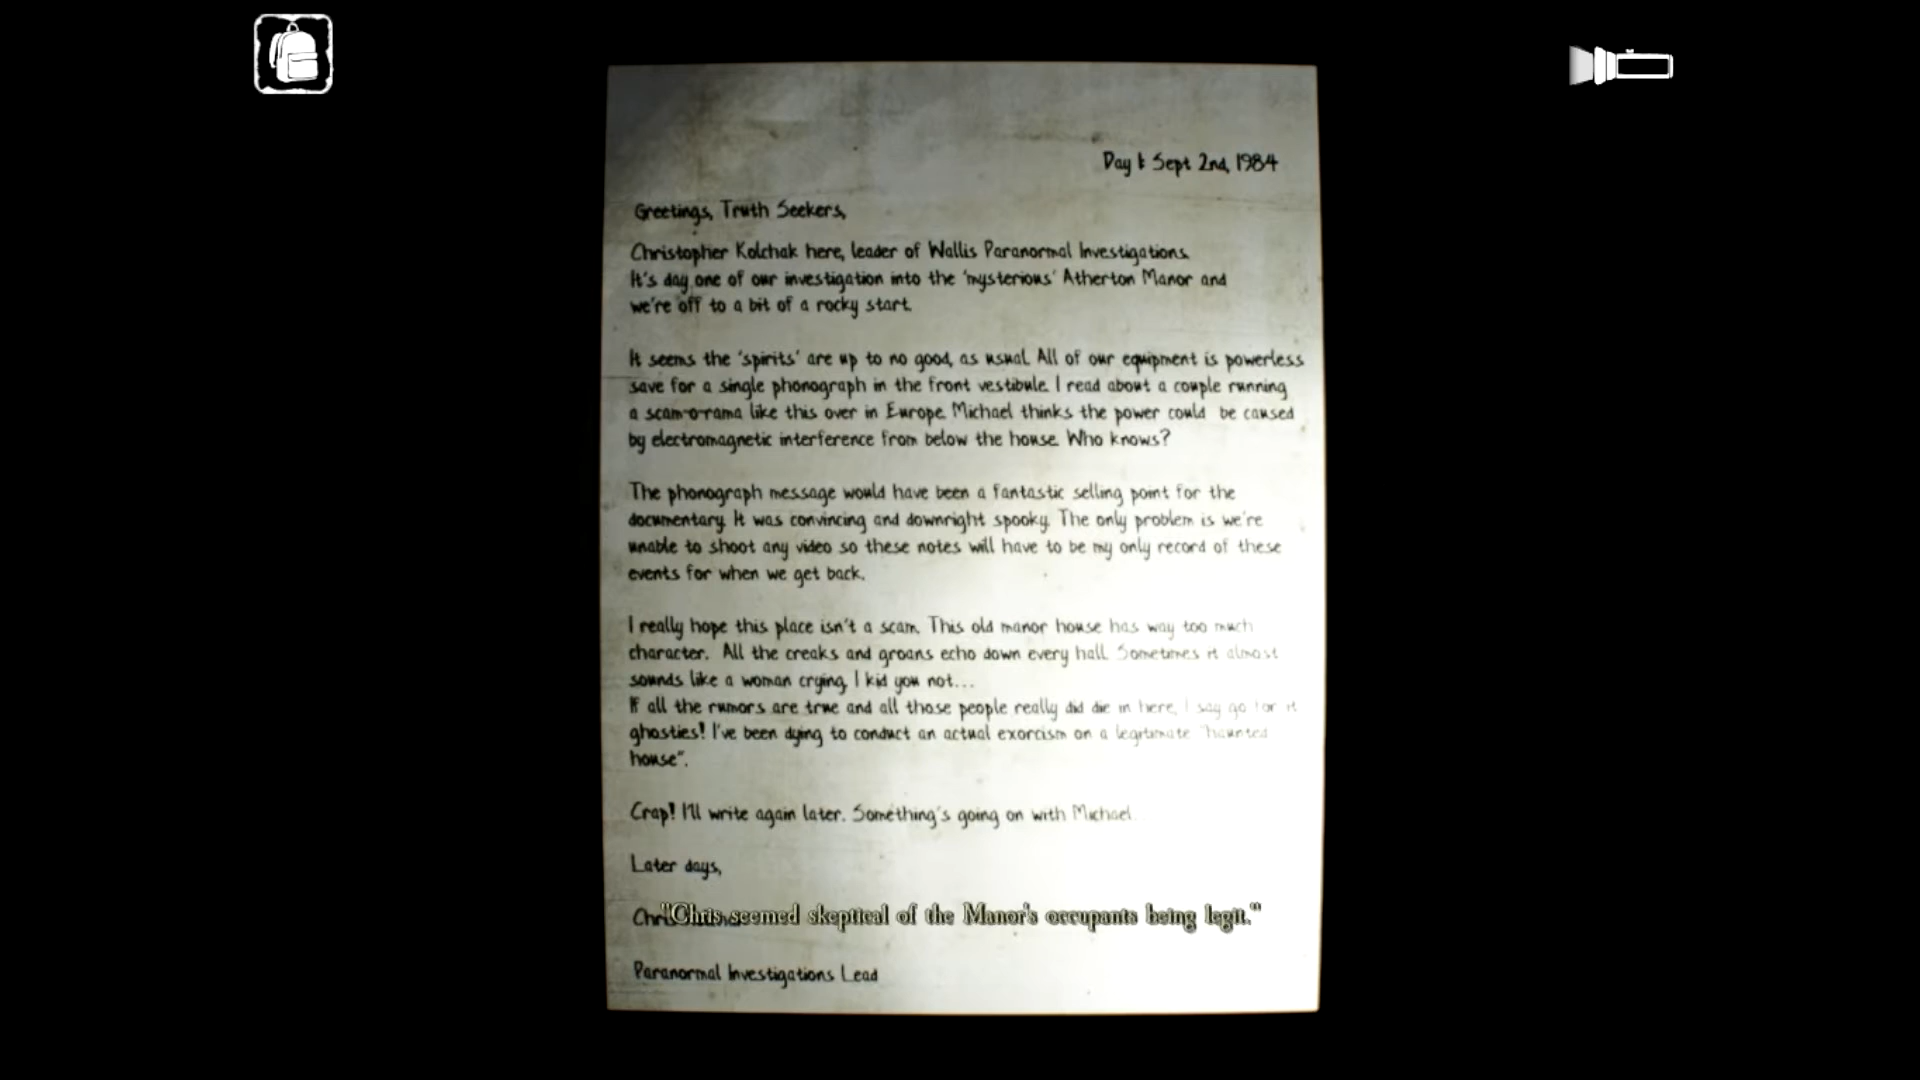 Day 1: Sept 2nd, 1984
Greetings, Truth Seekers,
Christopher Kolchak here, leader of Wallis Paranormal Investigations.
It's day one of our investigation into the 'mysterious' Atherton Manor and
we're off to a bit of a rocky start.
It seems the 'spirits' are up to no good, as usual. All of our equipment is powerless
save for a single phonograph in the front vestibule. I read about a couple running
a scam-o-rama like this over in Europe. Michael thinks the power could be caused
by electromagnetic interference from below the house. Who knows?
The phonograph message would have been a fantastic selling point for the
documentary. It was convincing and downright spooky. The only problem is we're
unable to shoot any video so these notes will have to be my only record of these
events for when we get back.
I really hope this place isn't a scam. This old manor house has way too much
character. All the creaks and groans echo down every hall. Sometimes it almost
sounds like a woman crying, I kid you not...
If all the rumors are true and all those people really did die in here, I say go for it
ghosties! I've been dying to conduct an actual exorcism on a legitimate "haunted
house".
Crap! I'll write again later. Something's going on with Michael.
Later days,
"Chris seemed skeptical of the Manor's occupants being legit."
Paranormal Investigations Lead